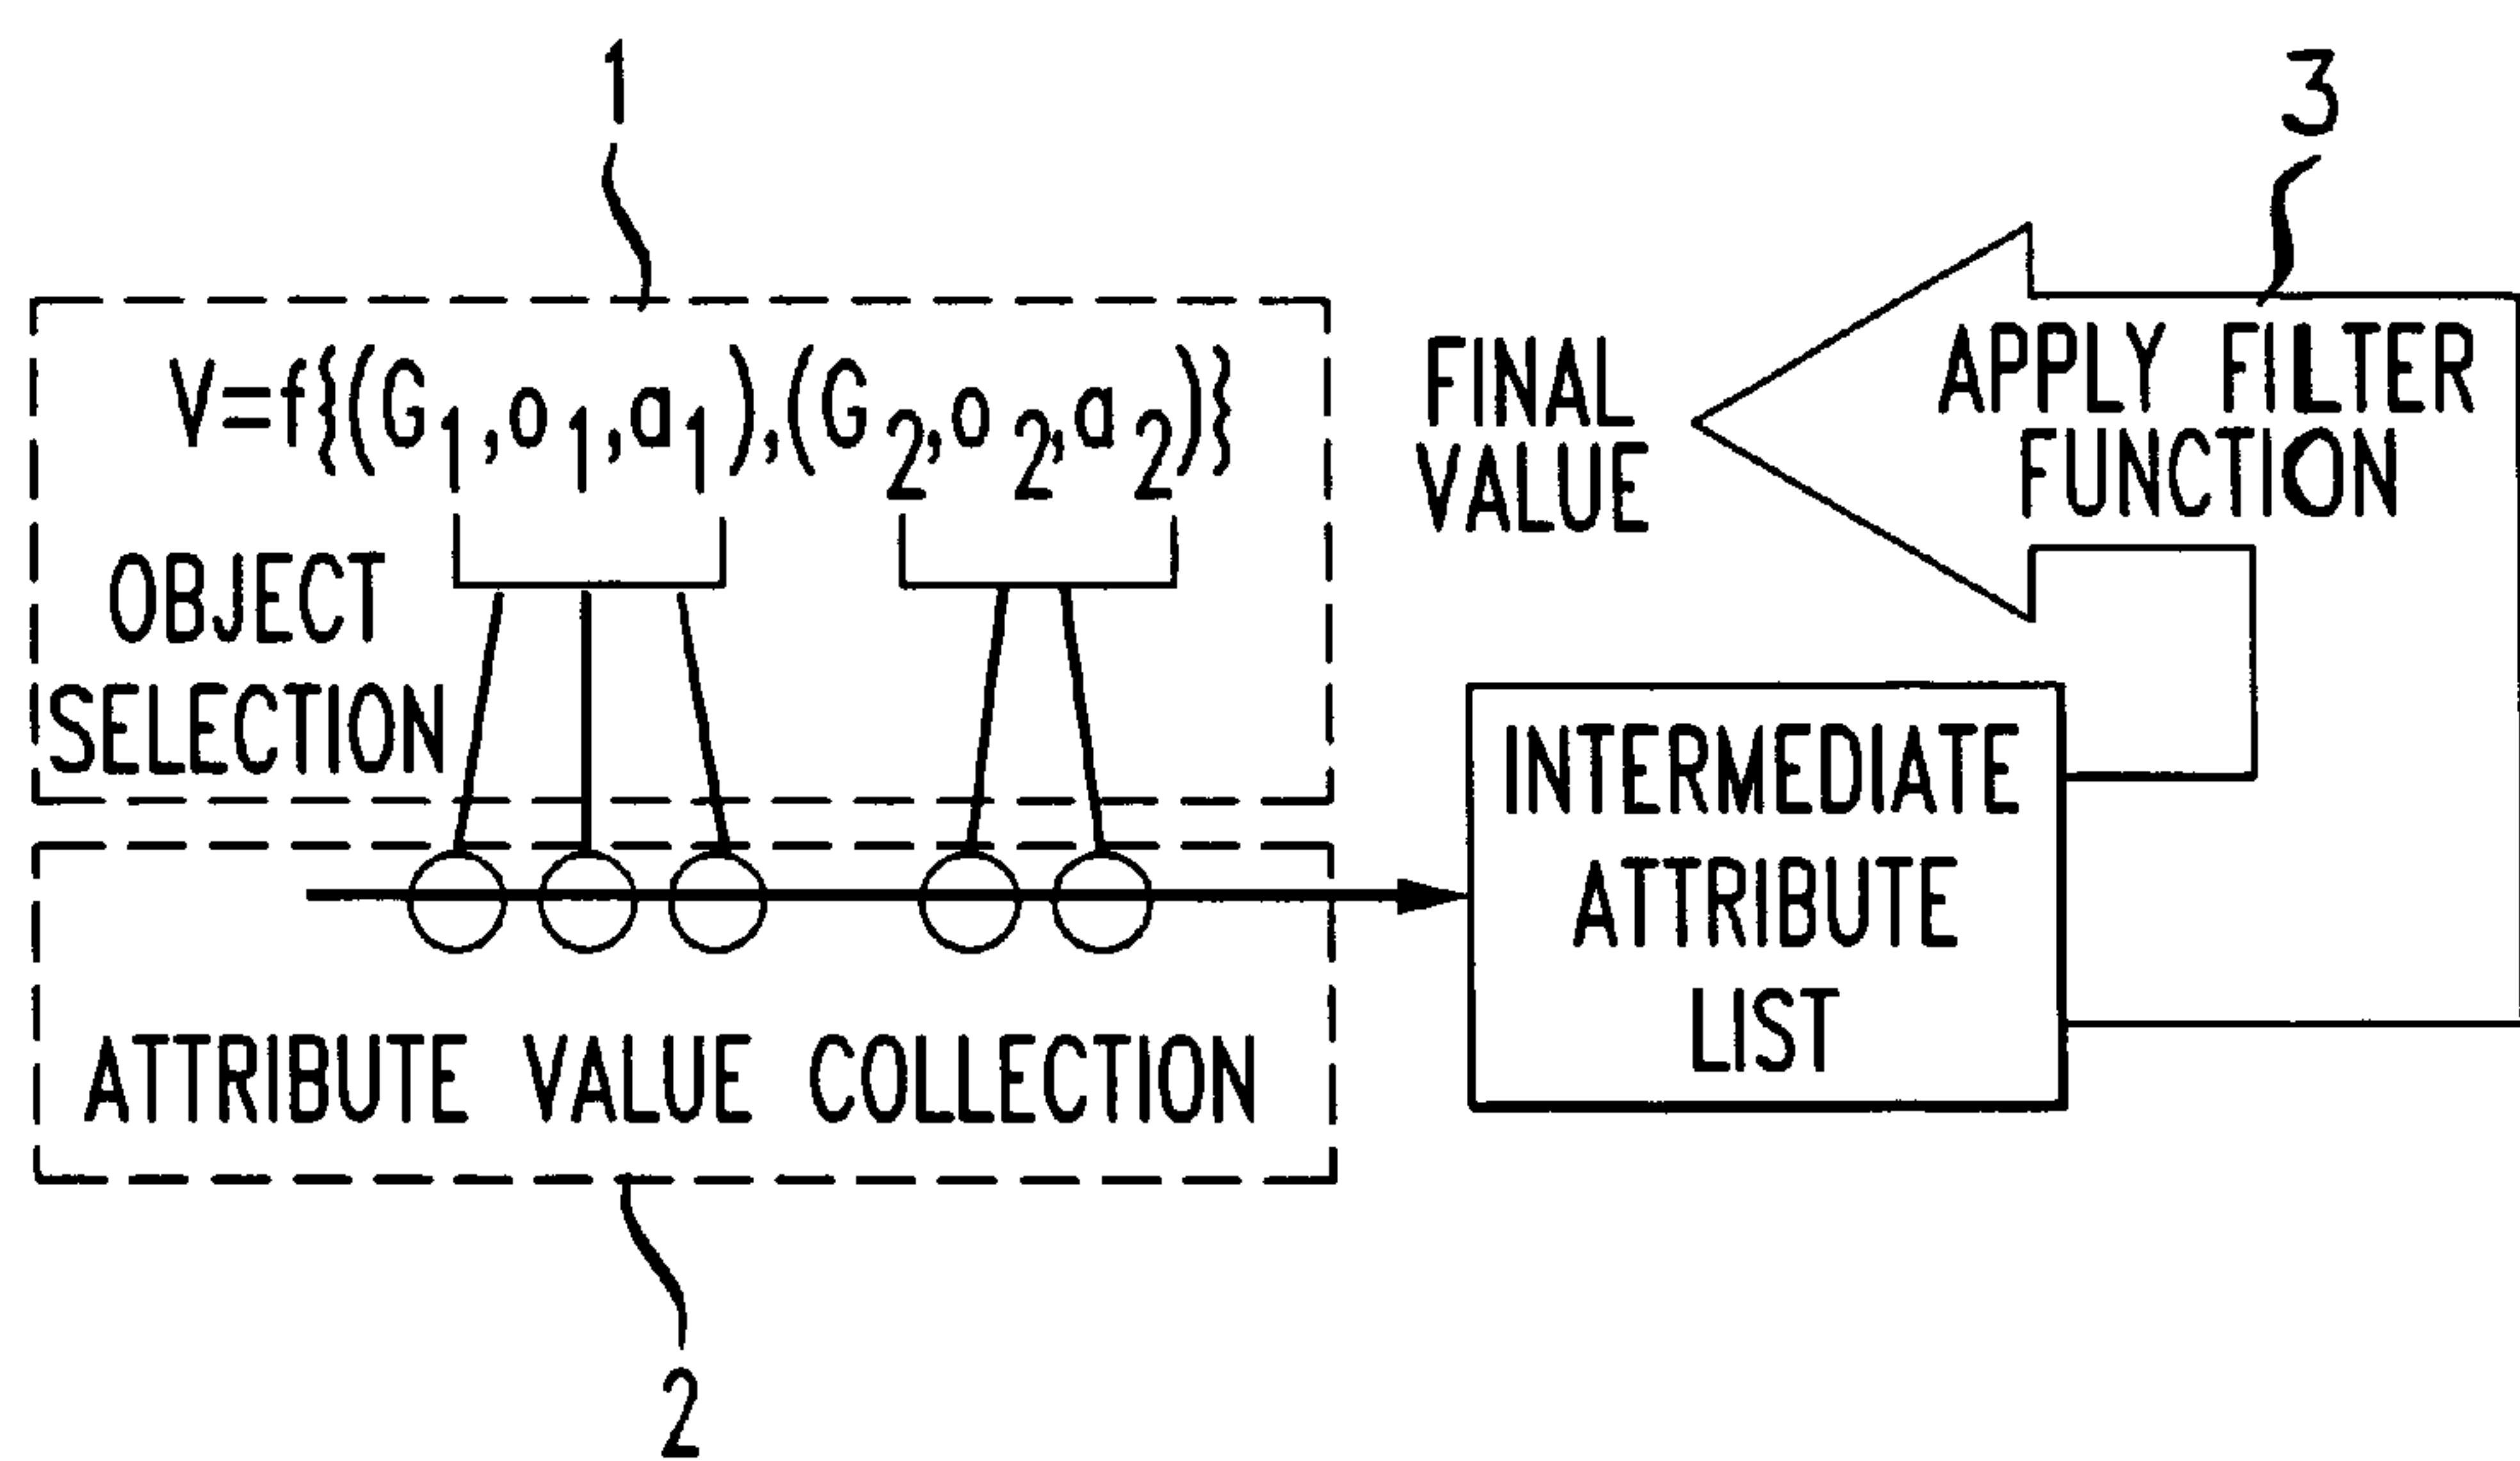 1
3
V=f{(G1,o1,a1),(G2,o2,a2)}
OBJECT
SELECTION
FINAL
VALUE
APPLY FILTER
FUNCTION
INTERMEDIATE
ATTRIBUTE
LIST
ATTRIBUTE VALUE COLLECTION
2